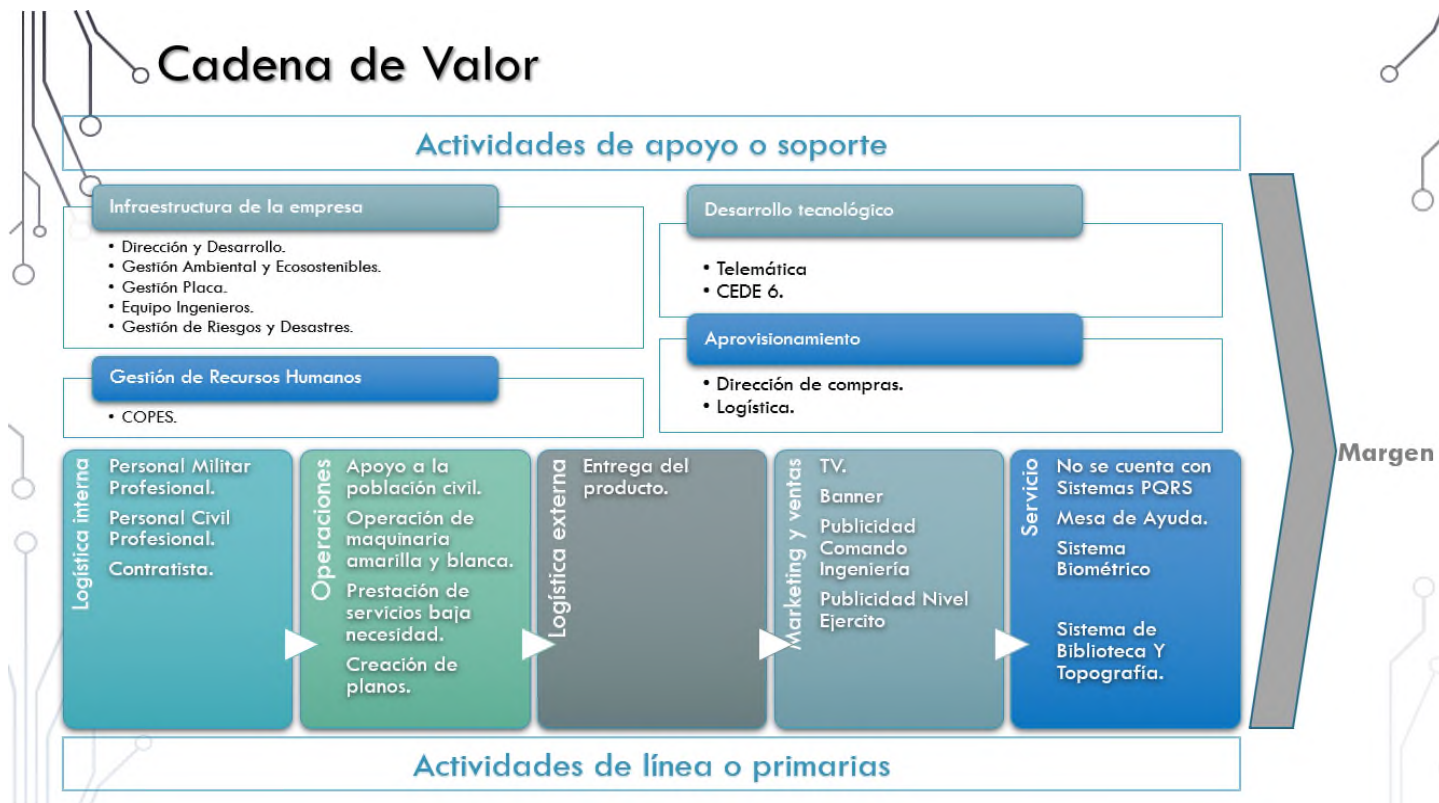 Cadena de Valor
Actividades de apoyo o soporte
Infraestructura de la empresa
• Dirección y Desarrollo.
• Gestión Ambiental y Ecosostenibles.
• Gestión Placa.
• Equipo Ingenieros.
• Gestión de Riesgos y Desastres.
Desarrollo tecnológico
• Telemática
• CEDE 6.
Gestión de Recursos Humanos
• COPES.
Aprovisionamiento
• Dirección de compras.
• Logística.
Logística interna
Personal Militar
Profesional.
Personal Civil
Profesional.
Contratista.
Operaciones
Apoyo a la
población civil.
Operación de
maquinaria
amarilla y blanca.
Prestación de
servicios baja
necesidad.
Creación de
planos.
Logística externa
Entrega del
producto.
Marketing y ventas
TV.
Banner
Publicidad
Comando
Ingeniería
Publicidad Nivel
Ejercito
Servicio
No se cuenta con
Sistemas PQRS
Mesa de Ayuda.
Sistema
Biométrico
Sistema de
Biblioteca Y
Topografía.
Margen
Actividades de línea o primarias